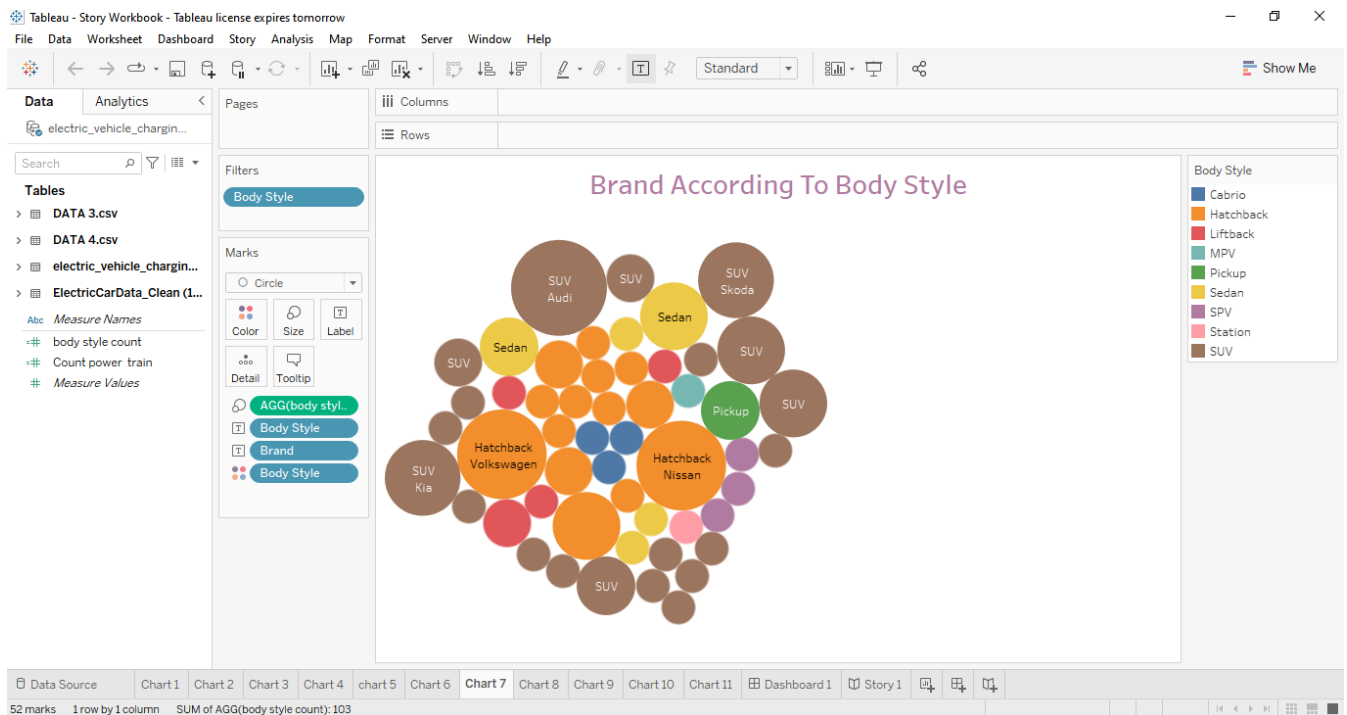 Tableau - Story Workbook - Tableau license expires tomorrow
File Data Worksheet Dashboard Story Analysis Map Format Server Window Help
Standard
Show Me
Data Analytics
electric_vehicle_chargin...
Search
Tables
DATA 3.csv
DATA 4.csv
electric_vehicle_chargin...
ElectricCarData_Clean (1...
Abc Measure Names
body style count
Count power train
Measure Values
Pages
Filters
Body Style
Marks
Circle
Color Size Label
Detail Tooltip
AGG(body styl..
Body Style
Brand
Body Style
Columns
Rows
Brand According To Body Style
SUV
Audi
SUV
SUV
Skoda
Sedan
Sedan
SUV
SUV
SUV
Pickup
Hatchback
Volkswagen
Hatchback
Nissan
SUV
Kia
SUV
Body Style
Cabrio
Hatchback
Liftback
MPV
Pickup
Sedan
SPV
Station
SUV
Data Source Chart 1 Chart 2 Chart 3 Chart 4 chart 5 Chart 6 Chart 7 Chart 8 Chart 9 Chart 10 Chart 11 Dashboard 1 Story 1
52 marks 1 row by 1 column SUM of AGG(body style count): 103